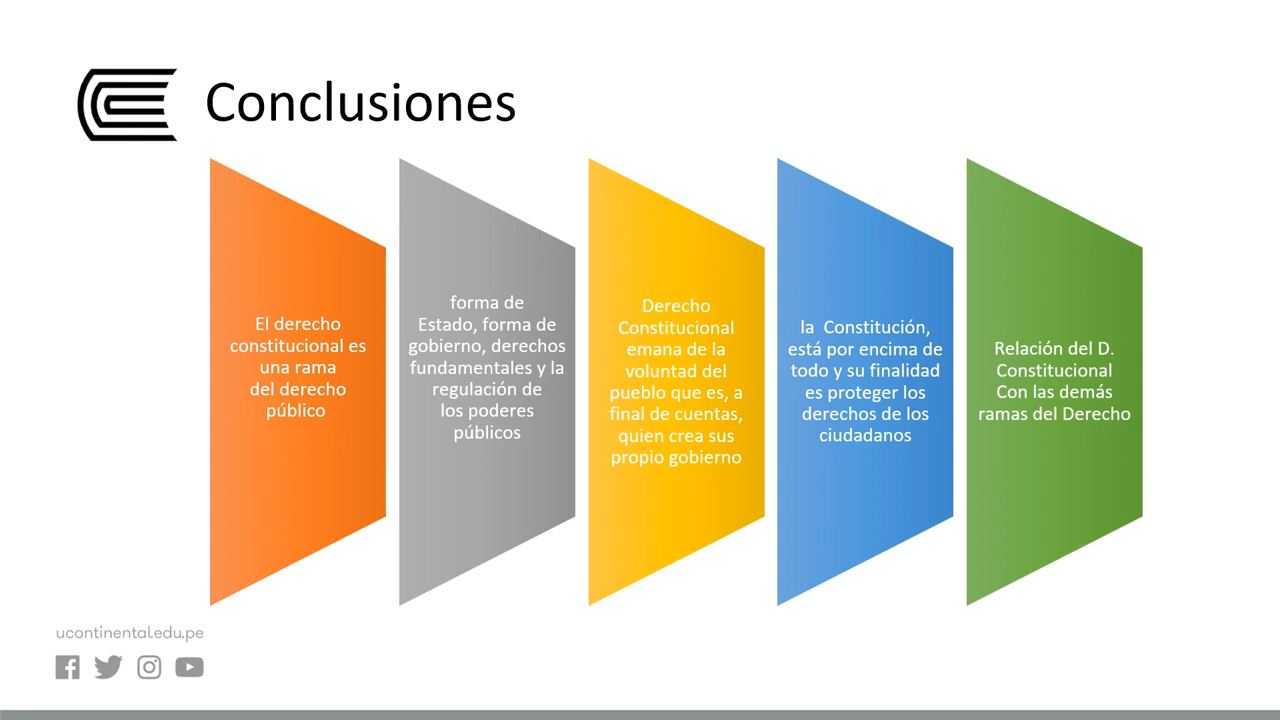 Conclusiones
El derecho
constitucional es
una rama
del derecho
público
forma de
Estado, forma de
gobierno, derechos
fundamentales y la
regulación de
los poderes
públicos
Derecho
Constitucional
emana de la
voluntad del
pueblo que es, a
final de cuentas,
quien crea sus
propio gobierno
la  Constitución,
está por encima de
todo y su finalidad
es proteger los
derechos de los
ciudadanos
Relación del D.
Constitucional
Con las demás
ramas del Derecho
ucontinental.edu.pe